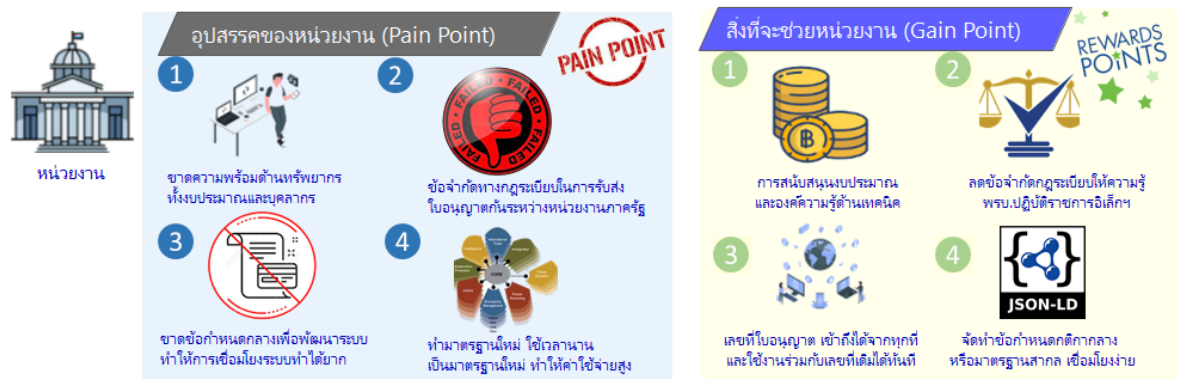 หน่วยงาน
อุปสรรคของหน่วยงาน (Pain Point)
PAIN POINT
1
ขาดความพร้อมด้านทรัพยากร
ทั้งงบประมาณและบุคลากร
2
FAILED • FAILED • FAILED • FAILED
ข้อจำกัดทางกฎระเบียบในการรับส่ง
ใบอนุญาตกันระหว่างหน่วยงานภาครัฐ
3
ขาดข้อกำหนดกลางเพื่อพัฒนาระบบ
ทำให้การเชื่อมโยงระบบทำได้ยาก
4
CORE
ทำมาตรฐานใหม่ ใช้เวลานาน
เป็นมาตรฐานใหม่ ทำให้ค่าใช้จ่ายสูง
สิ่งที่จะช่วยหน่วยงาน (Gain Point)
REWARDS
POINTS
1
การสนับสนุนงบประมาณ
และองค์ความรู้ด้านเทคนิค
2
ลดข้อจำกัดกฎระเบียบให้ความรู้
พรบ.ปฏิบัติราชการอิเล็กฯ
3
เลขที่ใบอนุญาต เข้าถึงได้จากทุกที่
และใช้งานร่วมกับเลขที่เดิมได้ทันที
4
JSON-LD
จัดทำข้อกำหนดกติกากลาง
หรือมาตรฐานสากล เชื่อมโยงง่าย